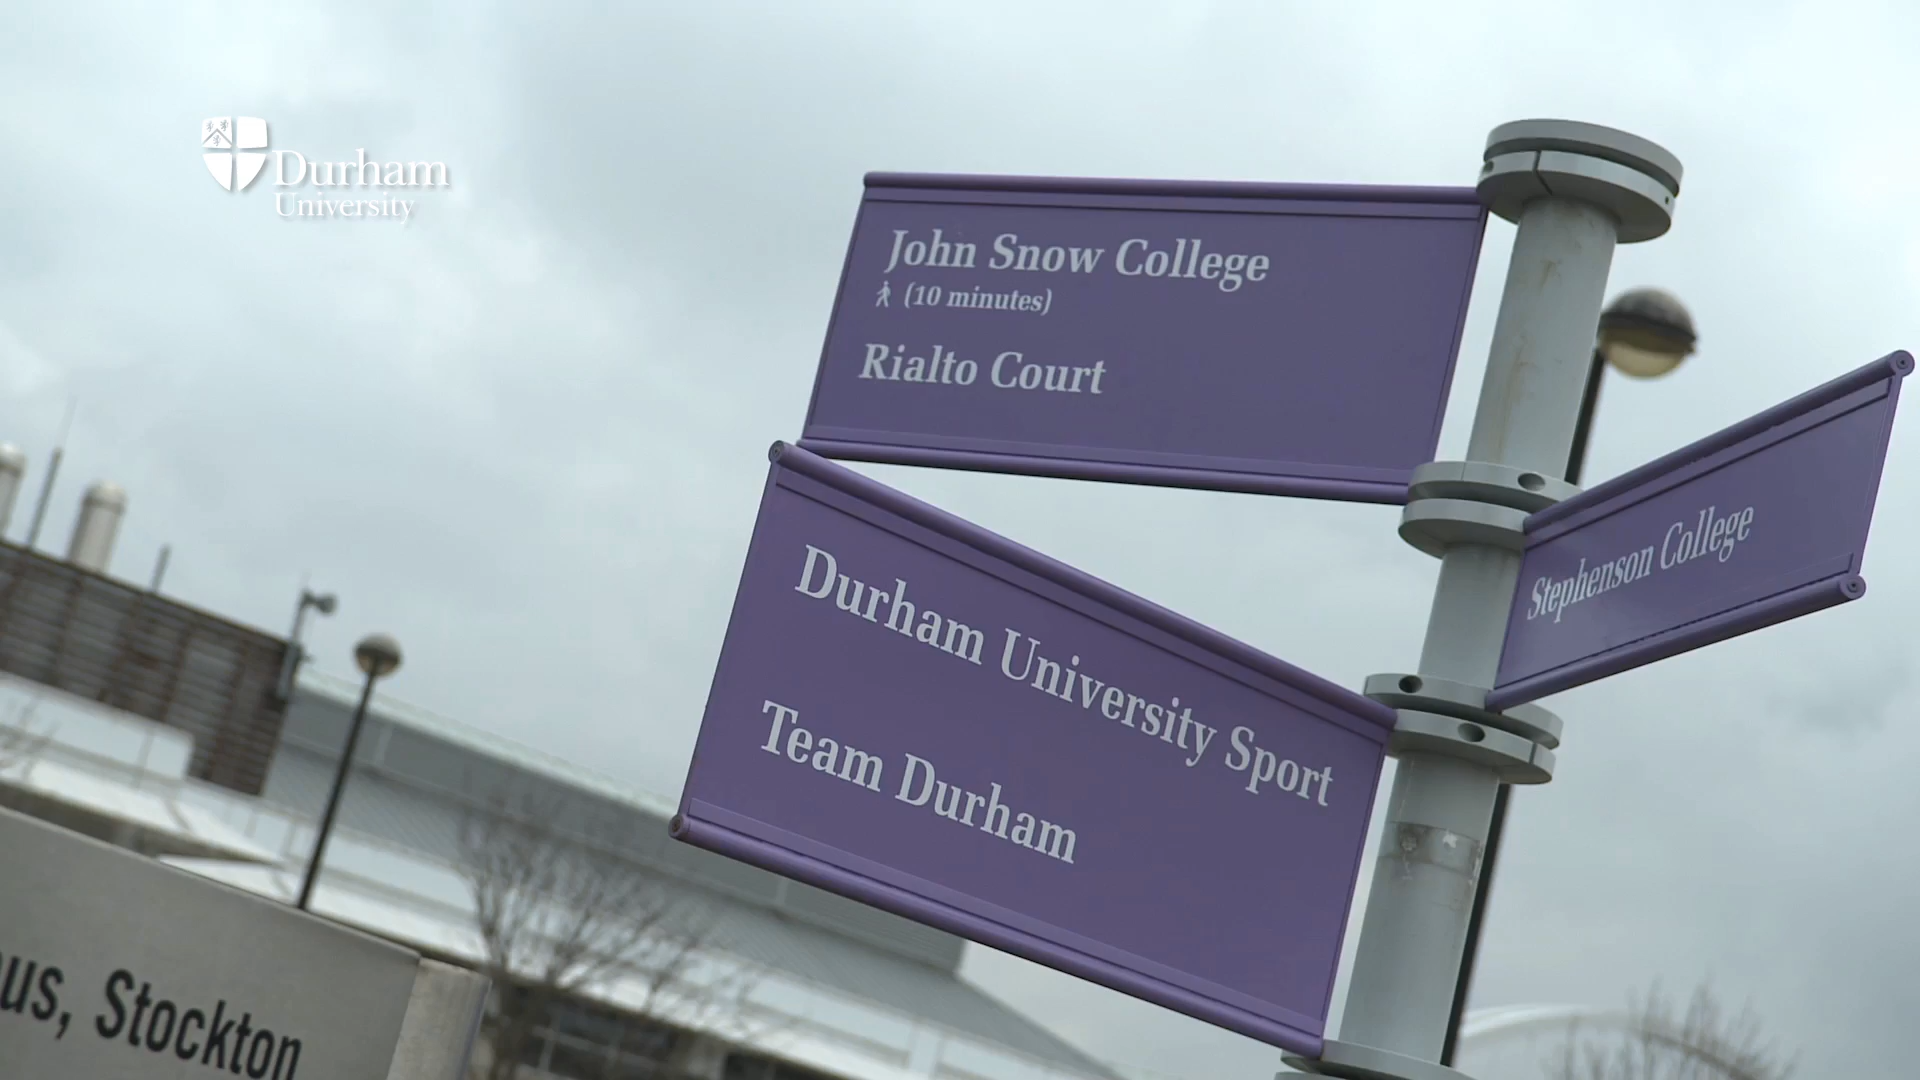 Durham
University
John Snow College
(10 minutes)
Rialto Court
Stephenson College
Durham University Sport
Team Durham
us, Stockton